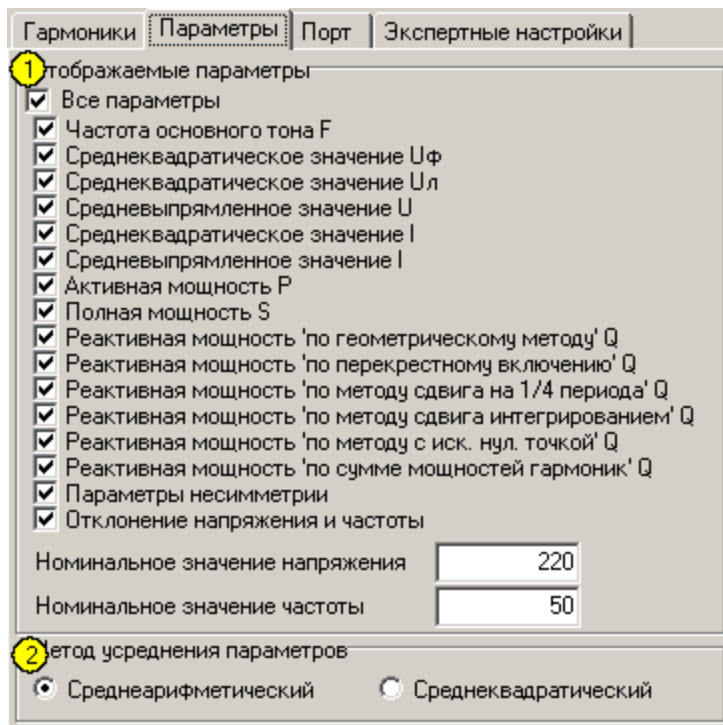 Гармоники Параметры Порт Экспертные настройки
1 тображаемые параметры
Все параметры
Частота основного тона F
Среднеквадратическое значение Uф
Среднеквадратическое значение Uл
Средневыпрямленное значение U
Среднеквадратическое значение I
Средневыпрямленное значение I
Активная мощность P
Полная мощность S
Реактивная мощность 'по геометрическому методу' Q
Реактивная мощность 'по перекрестному включению' Q
Реактивная мощность 'по методу сдвига на 1/4 периода' Q
Реактивная мощность 'по методу сдвига интегрированием' Q
Реактивная мощность 'по методу с иск. нул. точкой' Q
Реактивная мощность 'по сумме мощностей гармоник' Q
Параметры несимметрии
Отклонение напряжения и частоты
Номинальное значение напряжения 220
Номинальное значение частоты 50
2 етод усреднения параметров
Среднеарифметический Среднеквадратический